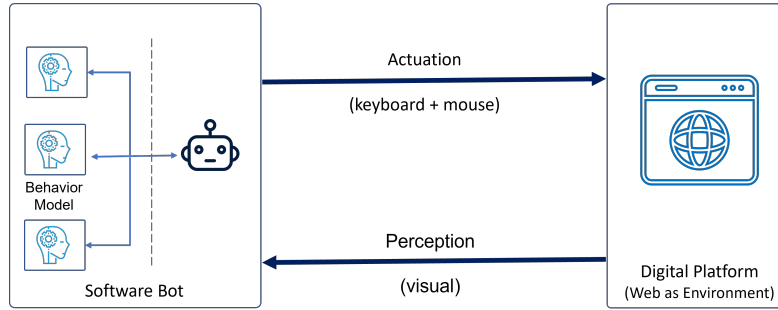 Behavior
Model
Software Bot
Actuation
(keyboard + mouse)
Perception
(visual)
Digital Platform
(Web as Environment)